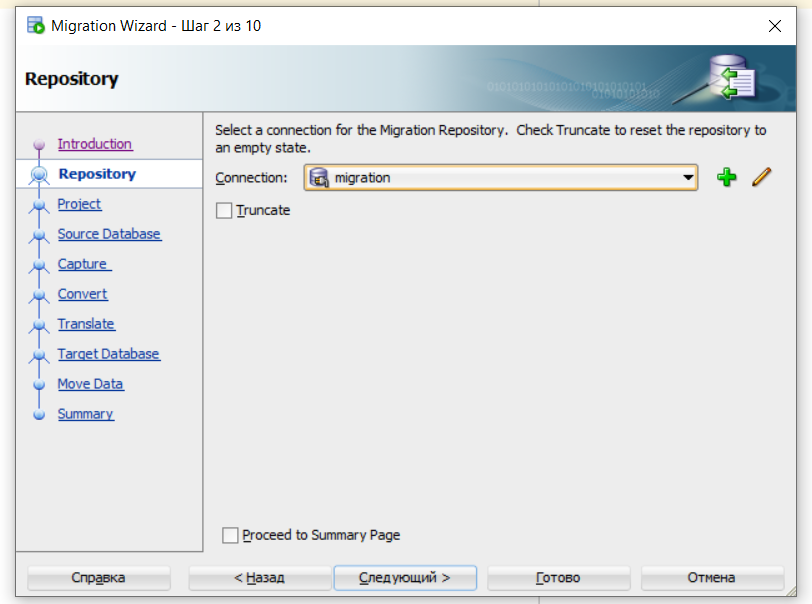 Migration Wizard - Шаг 2 из 10
Repository
0101010101010101010101010101
01010101010
Introduction
Repository
Project
Source Database
Capture
Convert
Translate
Target Database
Move Data
Summary
Select a connection for the Migration Repository. Check Truncate to reset the repository to
an empty state.
Connection: migration
Truncate
Proceed to Summary Page
Справка
< Назад
Следующий >
Готово
Отмена